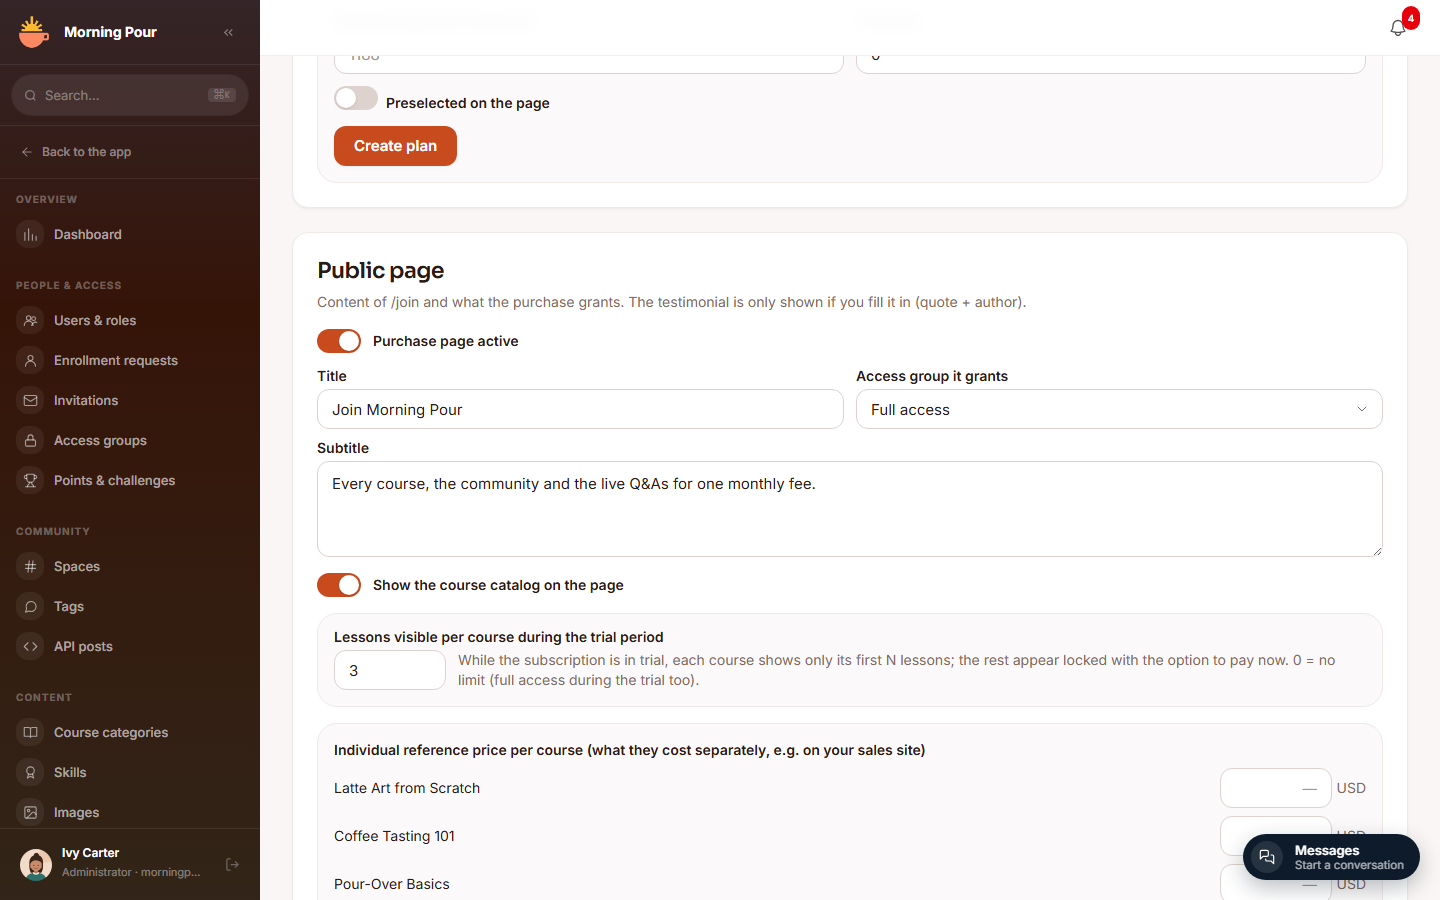 Morning Pour
Search...
⌘K
Back to the app
OVERVIEW
Dashboard
PEOPLE & ACCESS
Users & roles
Enrollment requests
Invitations
Access groups
Points & challenges
COMMUNITY
Spaces
Tags
API posts
CONTENT
Course categories
Skills
Images
Ivy Carter
Administrator · morningp...
4
0
Preselected on the page
Create plan
Public page
Content of /join and what the purchase grants. The testimonial is only shown if you fill it in (quote + author).
Purchase page active
Title
Access group it grants
Join Morning Pour
Full access
Subtitle
Every course, the community and the live Q&As for one monthly fee.
Show the course catalog on the page
Lessons visible per course during the trial period
3
While the subscription is in trial, each course shows only its first N lessons; the rest appear locked with the option to pay now. 0 = no
limit (full access during the trial too).
Individual reference price per course (what they cost separately, e.g. on your sales site)
Latte Art from Scratch
— USD
Coffee Tasting 101
USD
Pour-Over Basics
— USD
Messages
Start a conversation